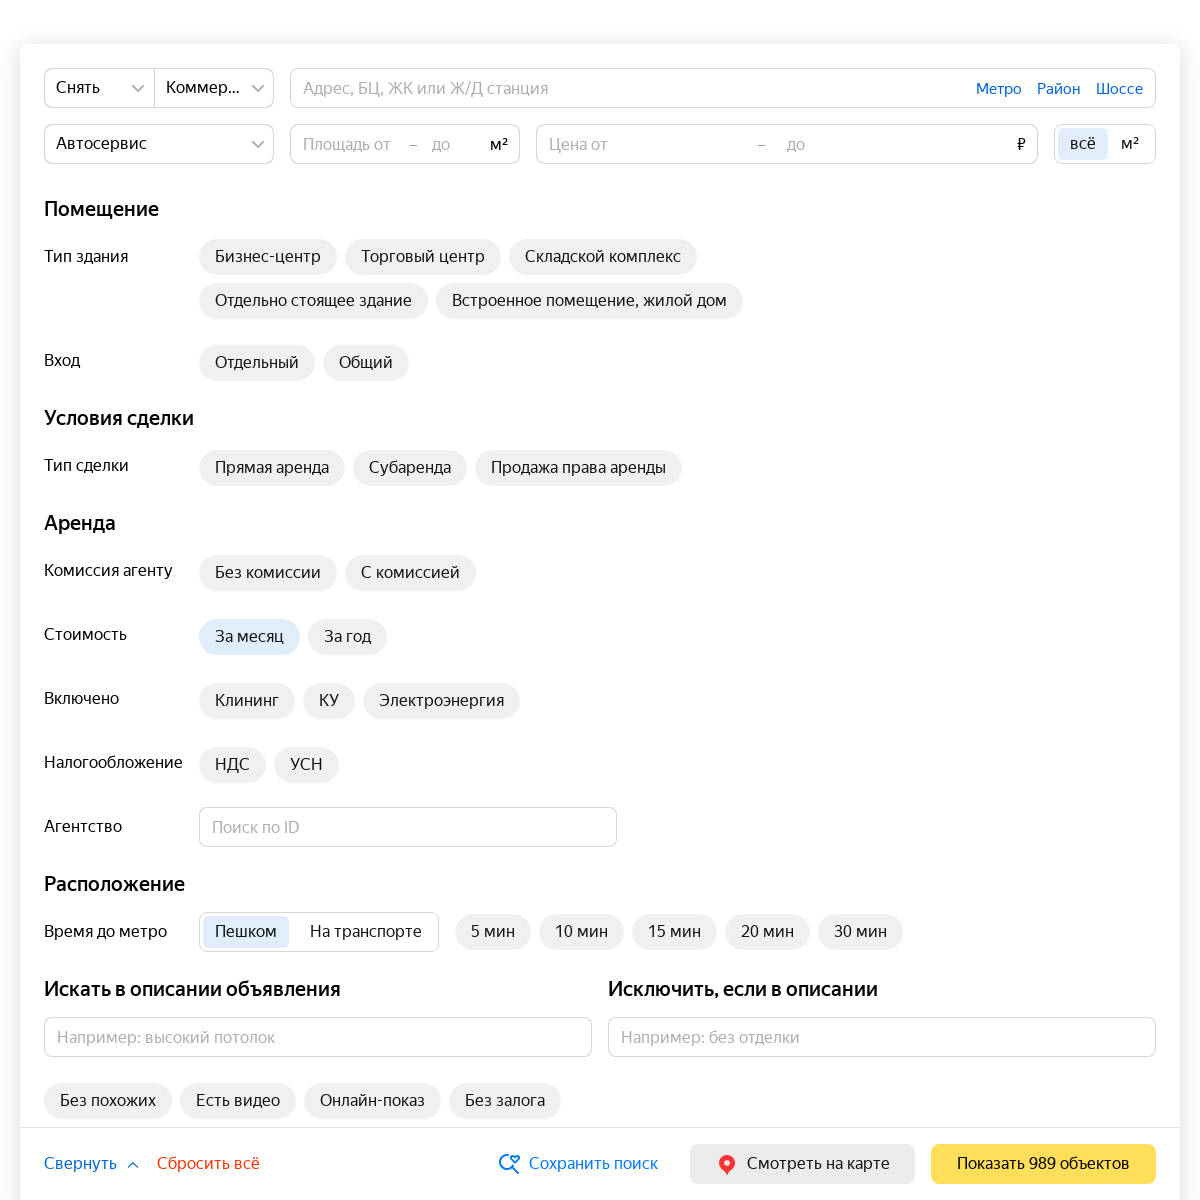 Снять Коммер... Адрес, БЦ, ЖК или Ж/Д станция Метро Район Шоссе
Автосервис Площадь от – до м² Цена от – до ₽ всё м²
Помещение
Тип здания Бизнес-центр Торговый центр Складской комплекс
Отдельно стоящее здание Встроенное помещение, жилой дом
Вход Отдельный Общий
Условия сделки
Тип сделки Прямая аренда Субаренда Продажа права аренды
Аренда
Комиссия агенту Без комиссии С комиссией
Стоимость За месяц За год
Включено Клининг КУ Электроэнергия
Налогообложение НДС УСН
Агентство Поиск по ID
Расположение
Время до метро Пешком На транспорте 5 мин 10 мин 15 мин 20 мин 30 мин
Искать в описании объявления Исключить, если в описании
Например: высокий потолок Например: без отделки
Без похожих Есть видео Онлайн-показ Без залога
Свернуть Сбросить всё Сохранить поиск Смотреть на карте Показать 989 объектов